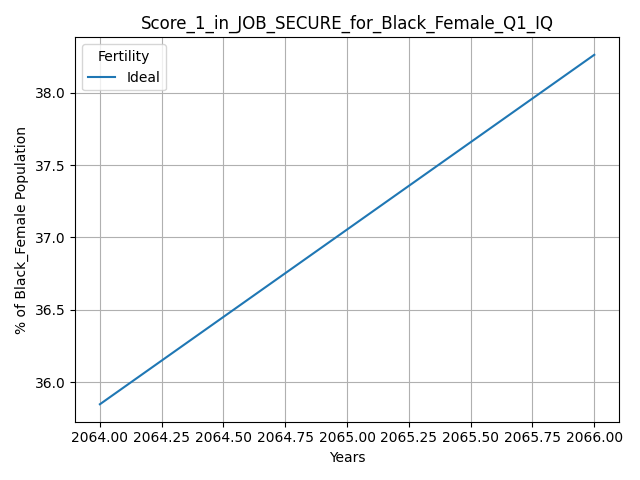 Score_1_in_JOB_SECURE_for_Black_Female_Q1_IQ
Fertility
Ideal
% of Black_Female Population
38.0
37.5
37.0
36.5
36.0
2064.00 2064.25 2064.50 2064.75 2065.00 2065.25 2065.50 2065.75 2066.00
Years